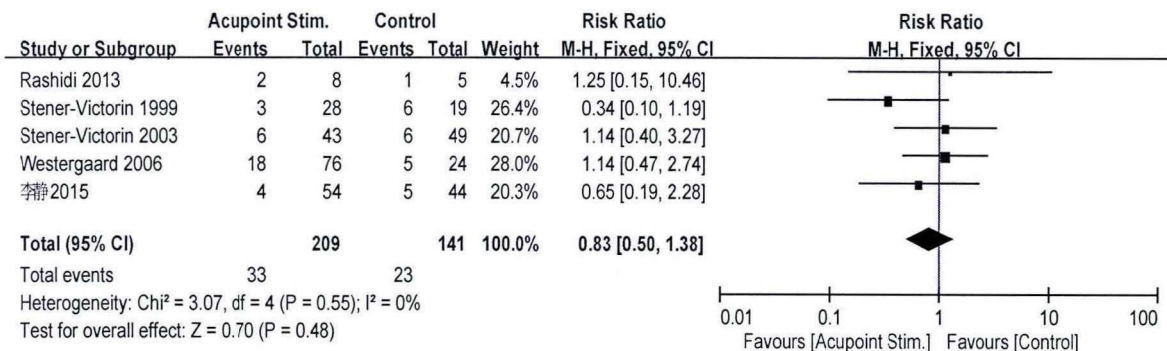 Acupoint Stim. Control Risk Ratio Risk Ratio
Study or Subgroup Events Total Events Total Weight M-H, Fixed, 95% CI M-H, Fixed, 95% CI
Rashidi 2013 2 8 1 5 4.5% 1.25 [0.15, 10.46]
Stener-Victorin 1999 3 28 6 19 26.4% 0.34 [0.10, 1.19]
Stener-Victorin 2003 6 43 6 49 20.7% 1.14 [0.40, 3.27]
Westergaard 2006 18 76 5 24 28.0% 1.14 [0.47, 2.74]
李静2015 4 54 5 44 20.3% 0.65 [0.19, 2.28]
Total (95% CI) 209 141 100.0% 0.83 [0.50, 1.38]
Total events 33 23
Heterogeneity: Chi² = 3.07, df = 4 (P = 0.55); I² = 0%
Test for overall effect: Z = 0.70 (P = 0.48)
0.01 0.1 1 10 100
Favours [Acupoint Stim.] Favours [Control]